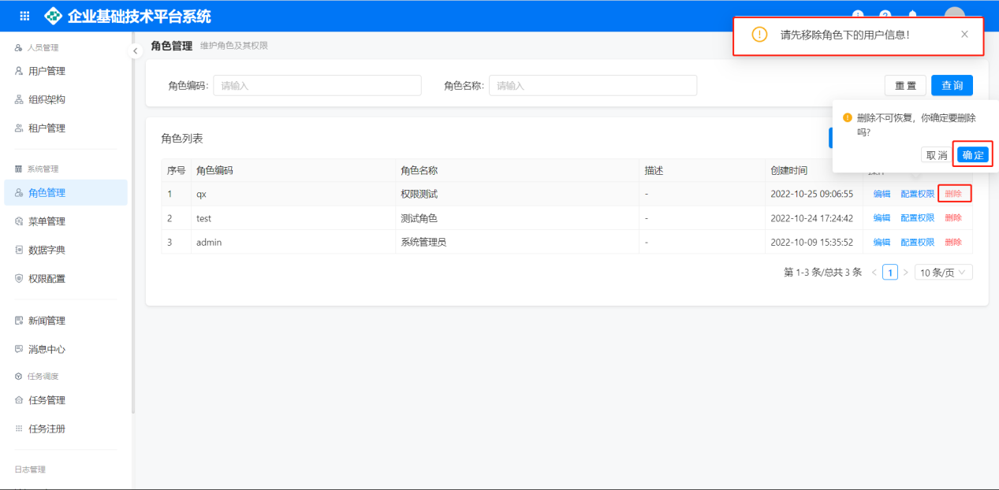 企业基础技术平台系统
请先移除角色下的用户信息!
人员管理
用户管理
组织架构
租户管理
系统管理
角色管理
菜单管理
数据字典
权限配置
新闻管理
消息中心
任务调度
任务管理
任务注册
日志管理
角色管理 维护角色及其权限
角色编码: 请输入 角色名称: 请输入 重置 查询
删除不可恢复，你确定要删除
吗?
取消 确定
角色列表
序号 角色编码 角色名称 描述 创建时间 操作
1 qx 权限测试 - 2022-10-25 09:06:55 编辑 配置权限 删除
2 test 测试角色 - 2022-10-24 17:24:42 编辑 配置权限 删除
3 admin 系统管理员 - 2022-10-09 15:35:52 编辑 配置权限 删除
第 1-3 条/总共 3 条 < 1 > 10 条/页